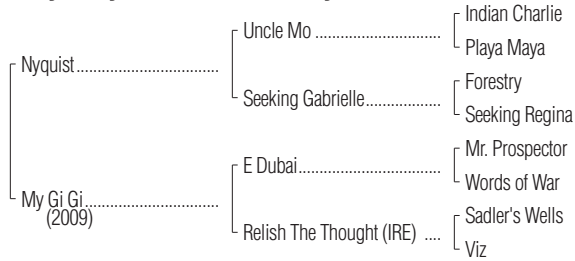 Indian Charlie
Uncle Mo ....................................
Playa Maya
Nyquist.................................
Forestry
Seeking Gabrielle..................
Seeking Regina
Mr. Prospector
E Dubai..................................
Words of War
My Gi Gi................................
(2009)
Sadler's Wells
Relish The Thought (IRE) ....
Viz